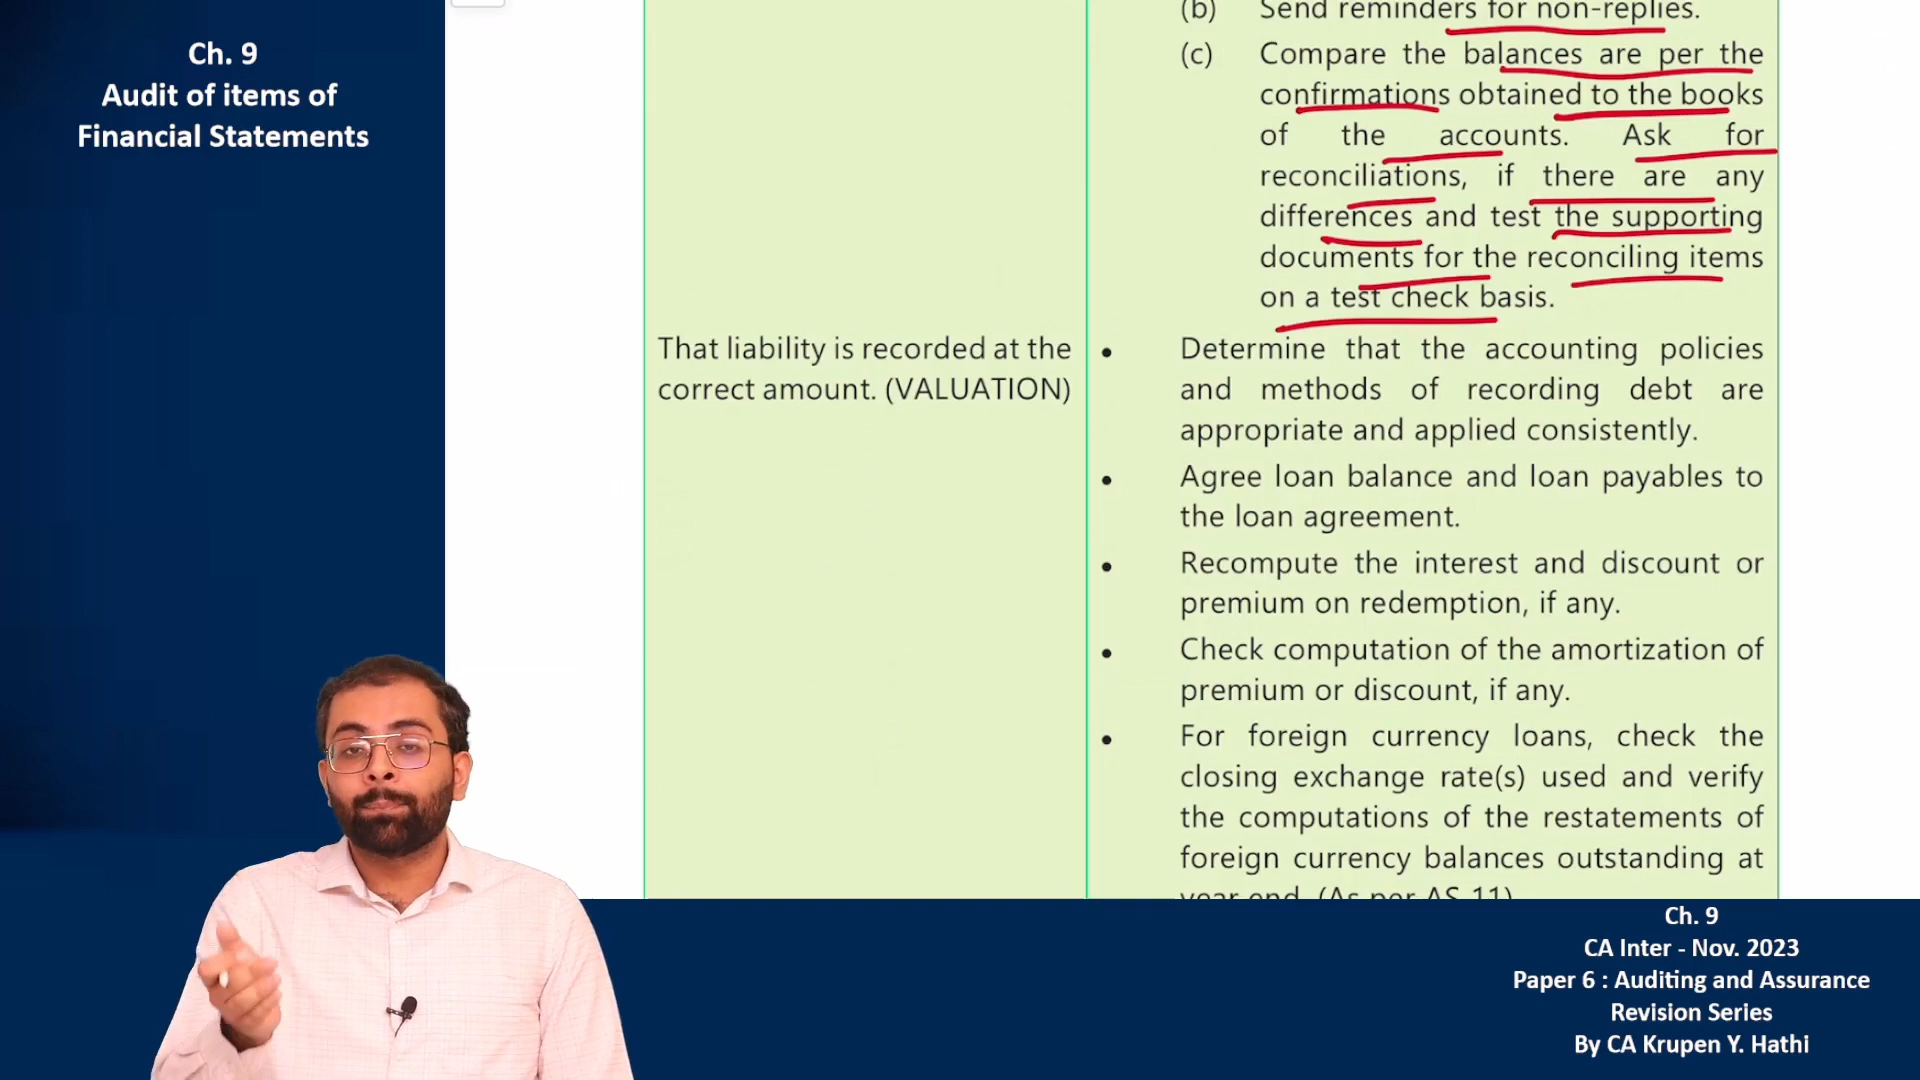 Ch. 9
Audit of items of
Financial Statements
(b) Send reminders for non-replies.
(c) Compare the balances are per the
confirmations obtained to the books
of the accounts. Ask for
reconciliations, if there are any
differences and test the supporting
documents for the reconciling items
on a test check basis.
That liability is recorded at the
correct amount. (VALUATION)
• Determine that the accounting policies
and methods of recording debt are
appropriate and applied consistently.
• Agree loan balance and loan payables to
the loan agreement.
• Recompute the interest and discount or
premium on redemption, if any.
• Check computation of the amortization of
premium or discount, if any.
• For foreign currency loans, check the
closing exchange rate(s) used and verify
the computations of the restatements of
foreign currency balances outstanding at
year end. (As per AS 11)
Ch. 9
CA Inter - Nov. 2023
Paper 6 : Auditing and Assurance
Revision Series
By CA Krupen Y. Hathi